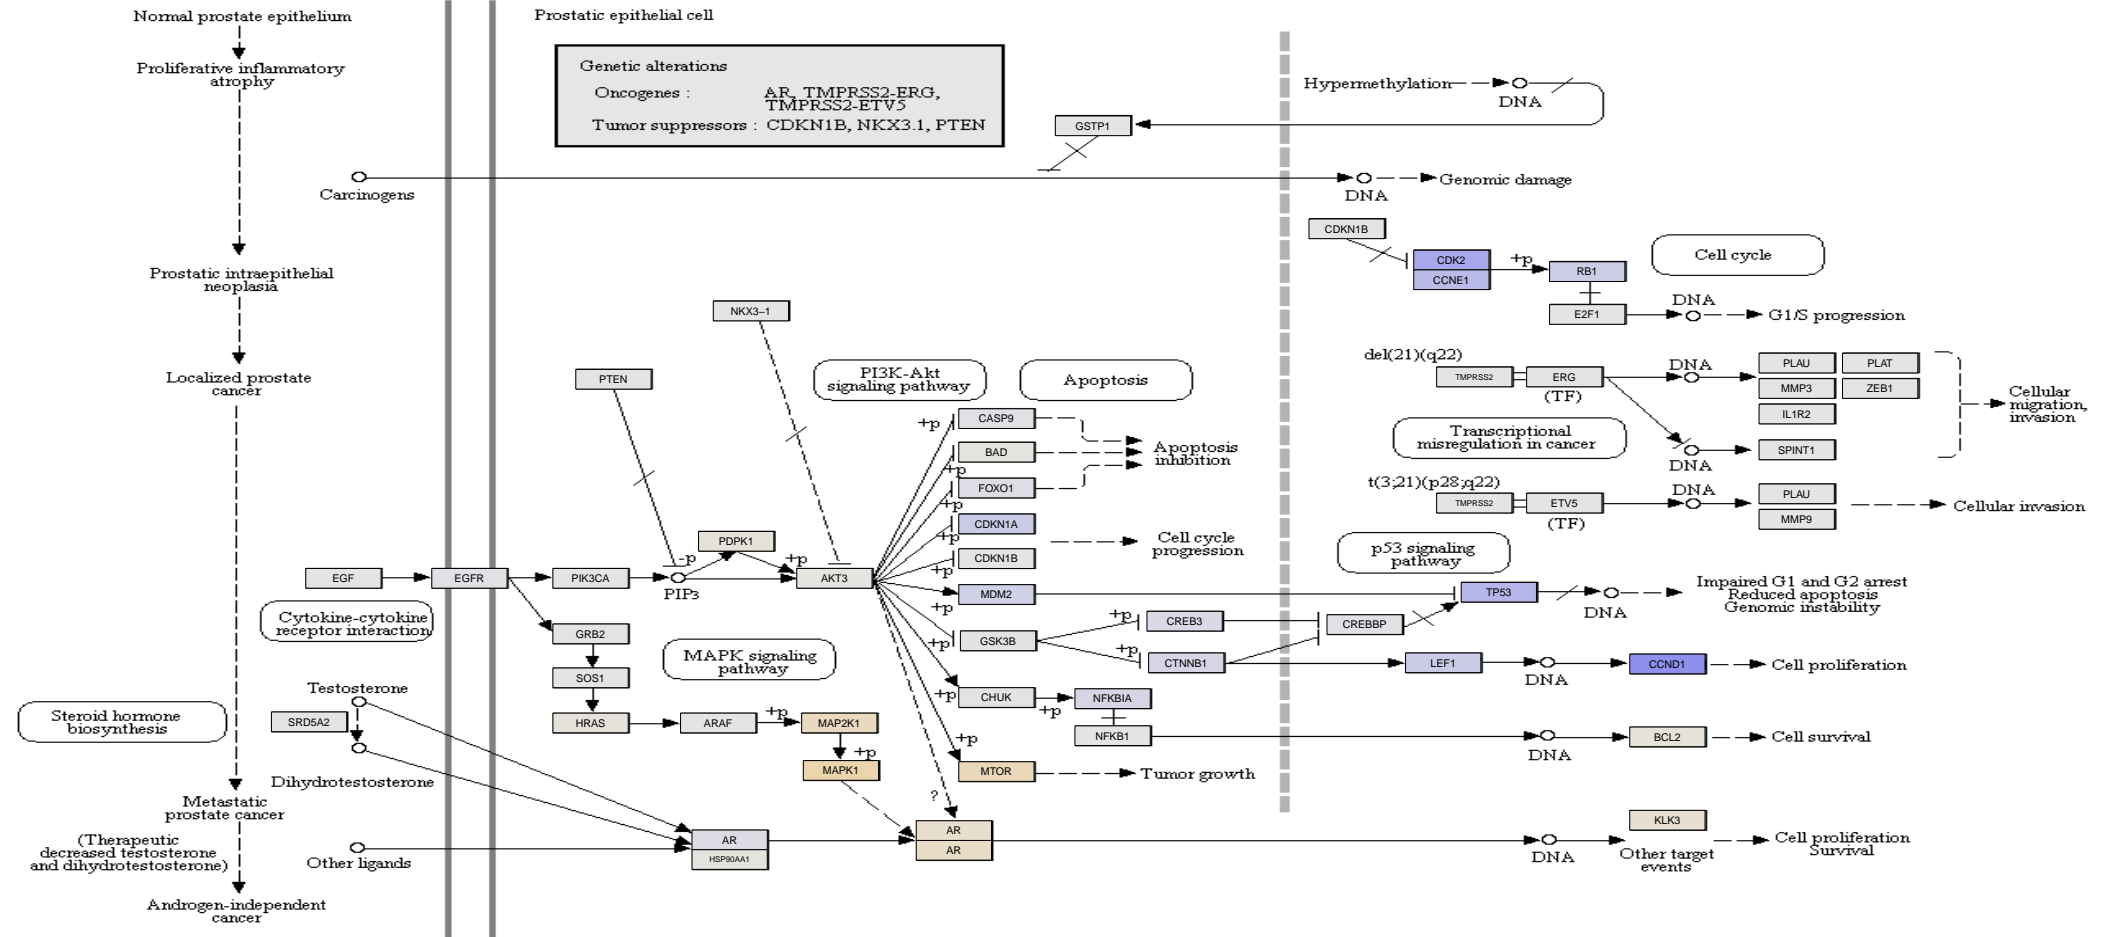 Normal prostate epithelium
Proliferative inflammatory
atrophy
Prostatic intraepithelial
neoplasia
Localized prostate
cancer
Steroid hormone
biosynthesis
Metastatic
prostate cancer
(Therapeutic
decreased testosterone
and dihydrotestosterone)
Androgen-independent
cancer
Prostatic epithelial cell
Genetic alterations
Oncogenes : AR, TMPRSS2-ERG,
TMPRSS2-ETV5
Tumor suppressors : CDKN1B, NKX3.1, PTEN
Hypermethylation
DNA
GSTP1
Carcinogens
DNA
Genomic damage
CDKN1B
CDK2
CCNE1
+p
RB1
Cell cycle
E2F1
DNA
G1/S progression
NKX3–1
PTEN
PI3K-Akt
signaling pathway
Apoptosis
del(21)(q22)
TMPRSS2
ERG
(TF)
DNA
PLAU
PLAT
MMP3
ZEB1
IL1R2
Cellular
migration,
invasion
Transcriptional
misregulation in cancer
DNA
SPINT1
t(3;21)(p28;q22)
TMPRSS2
ETV5
(TF)
DNA
PLAU
MMP9
Cellular invasion
+p
CASP9
BAD
+p
FOXO1
+p
Apoptosis
inhibition
CDKN1A
+p
CDKN1B
+p
Cell cycle
progression
MDM2
+p
p53 signaling
pathway
TP53
DNA
Impaired G1 and G2 arrest
Reduced apoptosis
Genomic instability
EGF
EGFR
PIK3CA
PIP3
-p
PDPK1
+p
AKT3
Cytokine-cytokine
receptor interaction
GRB2
SOS1
HRAS
ARAF
+p
MAP2K1
+p
MAPK1
MAPK signaling
pathway
GSK3B
+p
+p
CREB3
+p
CTNNB1
CREBBP
LEF1
DNA
CCND1
Cell proliferation
CHUK
+p
+p
NFKBIA
NFKB1
DNA
BCL2
Cell survival
+p
MTOR
Tumor growth
Testosterone
SRD5A2
Dihydrotestosterone
Other ligands
AR
HSP90AA1
?
AR
AR
DNA
KLK3
Other target
events
Cell proliferation
Survival